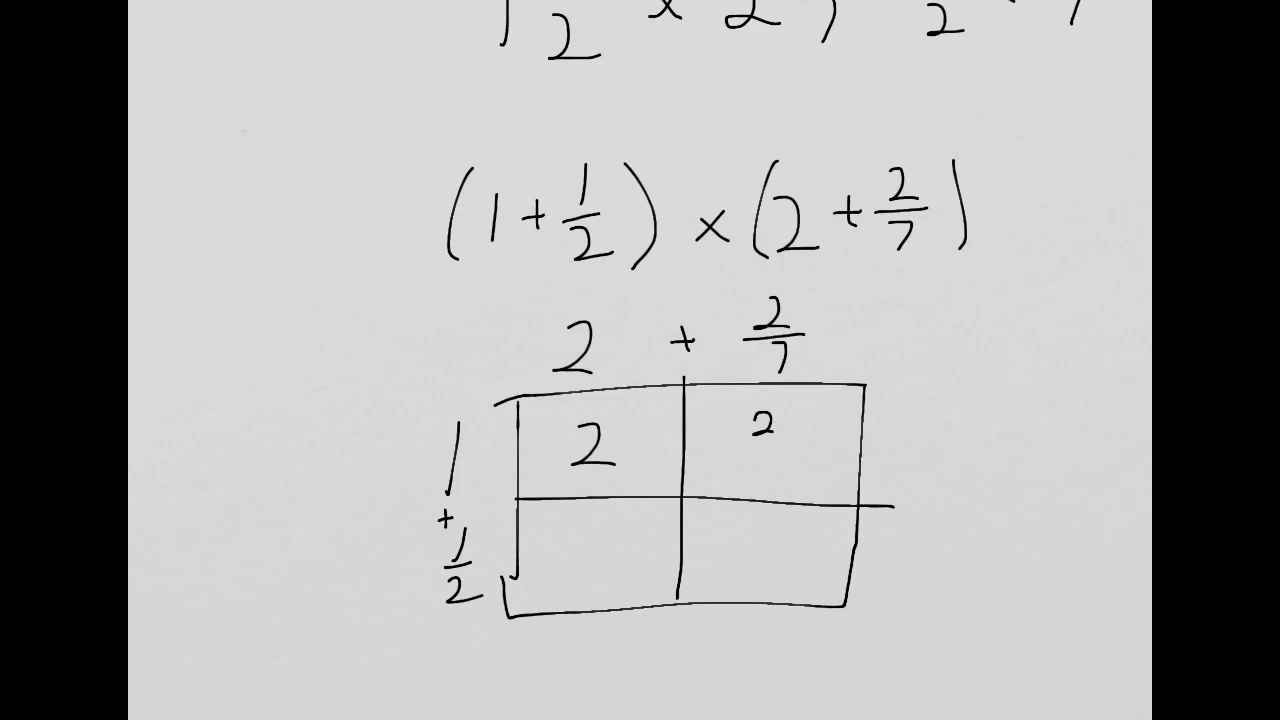 (1 + 1/2) × (2 + 2/7)
2 + 2/7
1 2 2
+
1/2